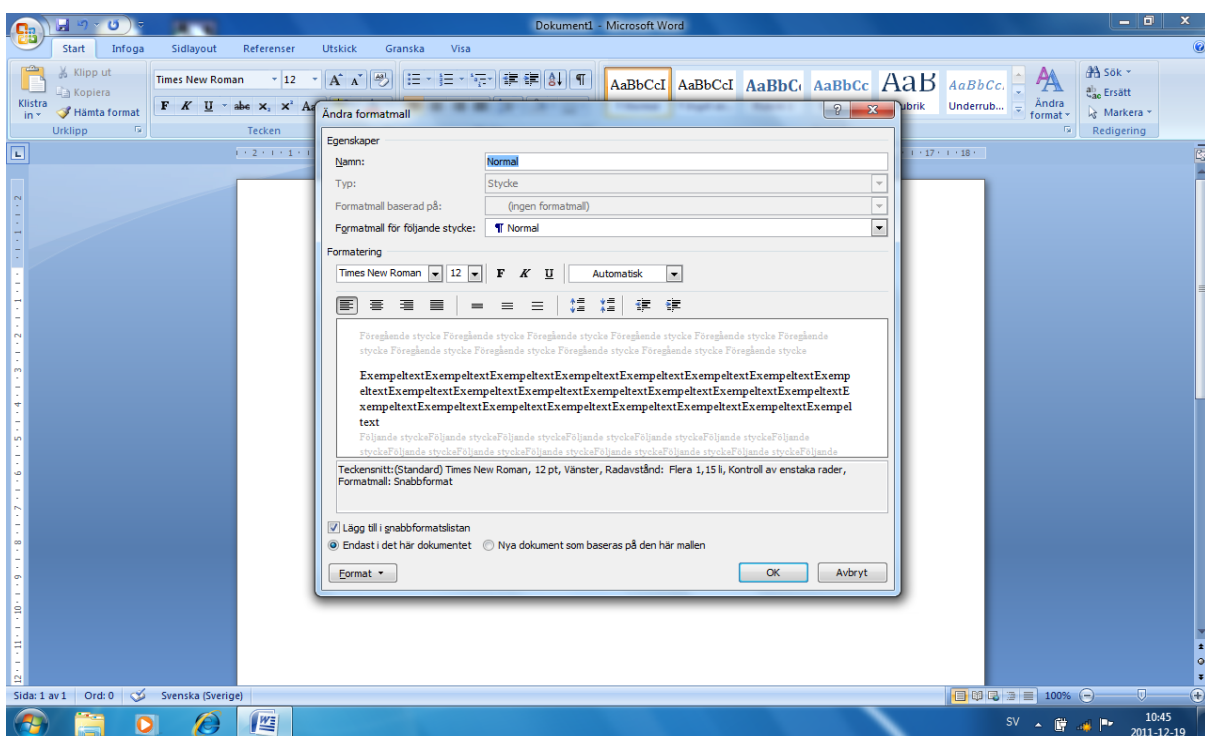 Dokument1 - Microsoft Word
Start Infoga Sidlayout Referenser Utskick Granska Visa
Klistra in
Klipp ut
Kopiera
Hämta format
Urklipp
Times New Roman 12
F K U abc x₂ x² Aa
Tecken
AaBbCcI AaBbCcI AaBbC AaBbCc AaB AaBbCc.
Underrub...
Ändra format
Sök
Ersätt
Markera
Redigering
Ändra formatmall
Egenskaper
Namn: Normal
Typ: Stycke
Formatmall baserad på: (ingen formatmall)
Formatmall för följande stycke: ¶ Normal
Formatering
Times New Roman 12 F K U Automatisk
Föregående stycke Föregående stycke Föregående stycke Föregående stycke Föregående stycke Föregående
stycke Föregående stycke Föregående stycke Föregående stycke Föregående stycke Föregående stycke
ExempeltextExempeltextExempeltextExempeltextExempeltextExempeltextExempeltextExemp
eltextExempeltextExempeltextExempeltextExempeltextExempeltextExempeltextExempeltextE
xempeltextExempeltextExempeltextExempeltextExempeltextExempeltextExempeltextExempel
text
Följande styckeFöljande styckeFöljande styckeFöljande styckeFöljande styckeFöljande
styckeFöljande styckeFöljande styckeFöljande styckeFöljande styckeFöljande styckeFöljande
Teckensnitt:(Standard) Times New Roman, 12 pt, Vänster, Radavstånd: Flera 1,15 li, Kontroll av enstaka rader,
Formatmall: Snabbformat
Lägg till i snabbformatslistan
Endast i det här dokumentet Nya dokument som baseras på den här mallen
Format OK Avbryt
Sida: 1 av 1 Ord: 0 Svenska (Sverige) 100%
SV 10:45
2011-12-19